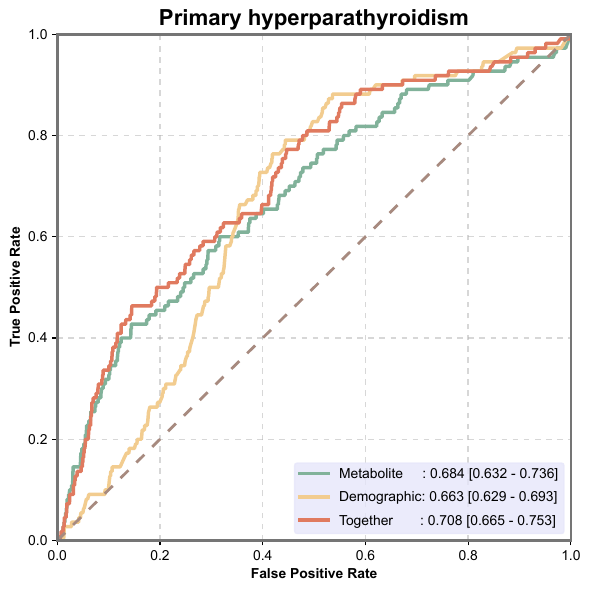 Primary hyperparathyroidism
1.0
0.8
0.6
0.4
0.2
0.0
True Positive Rate
Metabolite : 0.684 [0.632 - 0.736]
Demographic: 0.663 [0.629 - 0.693]
Together : 0.708 [0.665 - 0.753]
0.0 0.2 0.4 0.6 0.8 1.0
False Positive Rate